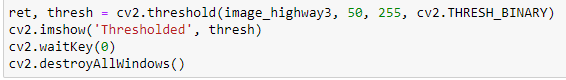 ret, thresh = cv2.threshold(image_highway3, 50, 255, cv2.THRESH_BINARY)
cv2.imshow('Thresholded', thresh)
cv2.waitKey(0)
cv2.destroyAllWindows()